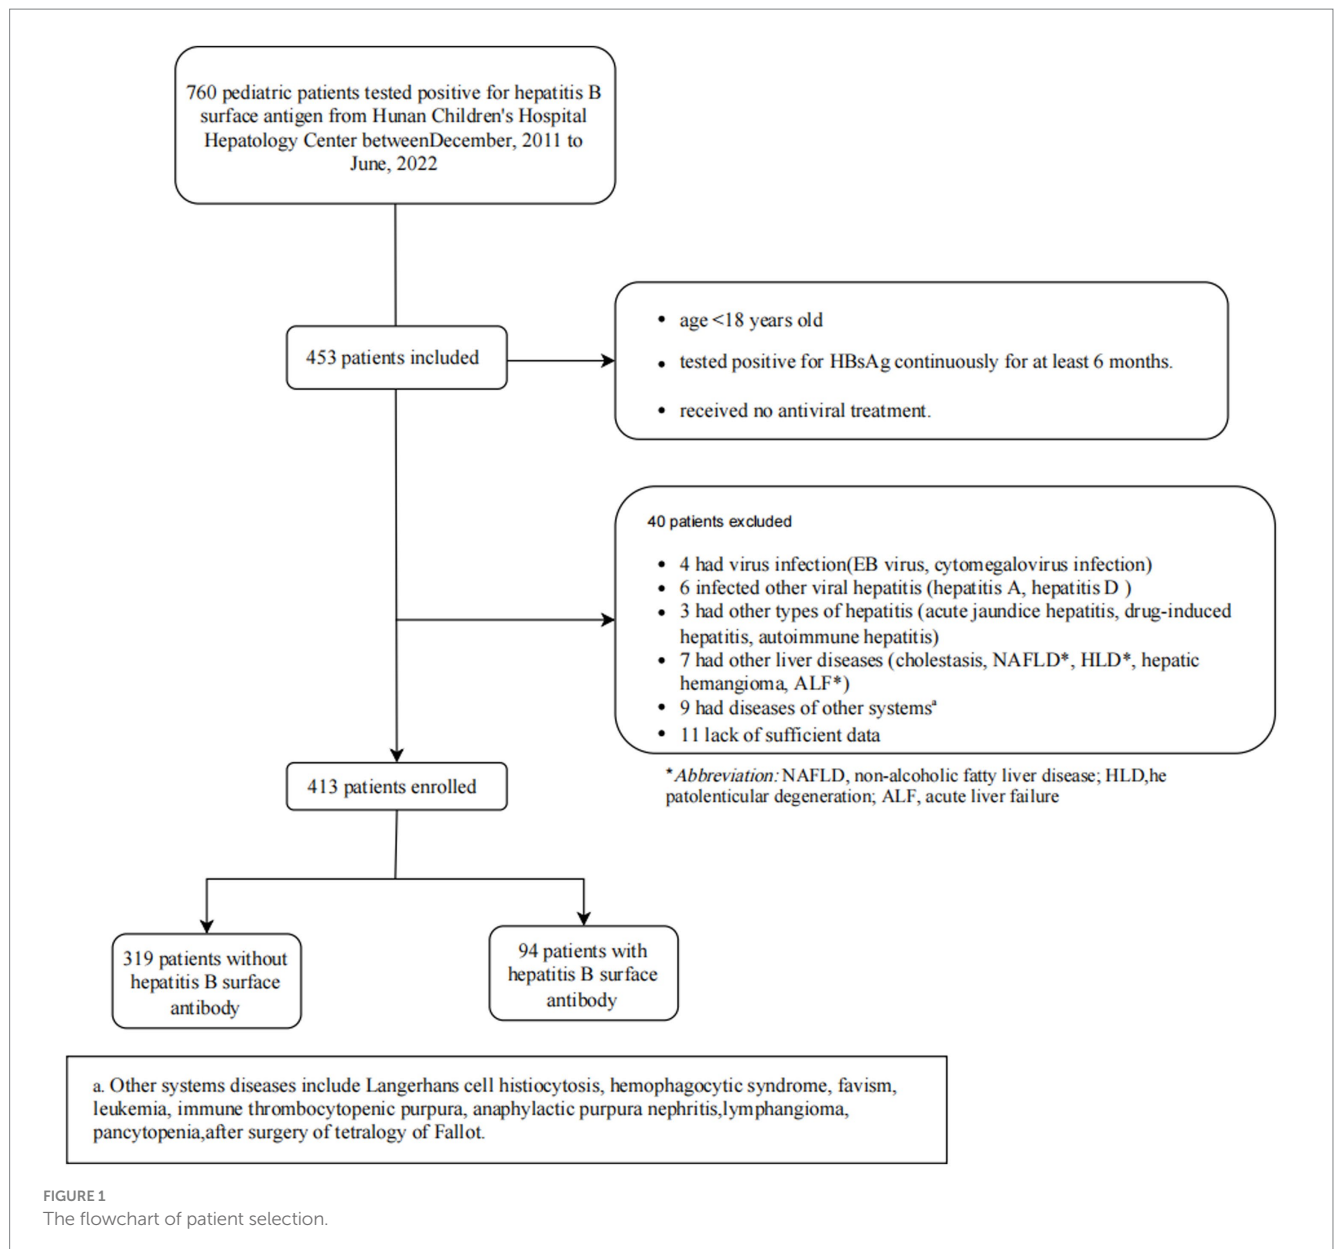 760 pediatric patients tested positive for hepatitis B
surface antigen from Hunan Children's Hospital
Hepatology Center betweenDecember, 2011 to
June, 2022
453 patients included
• age <18 years old
• tested positive for HBsAg continuously for at least 6 months.
• received no antiviral treatment.
40 patients excluded
• 4 had virus infection(EB virus, cytomegalovirus infection)
• 6 infected other viral hepatitis (hepatitis A, hepatitis D )
• 3 had other types of hepatitis (acute jaundice hepatitis, drug-induced
hepatitis, autoimmune hepatitis)
• 7 had other liver diseases (cholestasis, NAFLD*, HLD*, hepatic
hemangioma, ALF*)
• 9 had diseases of other systemsª
• 11 lack of sufficient data
*Abbreviation: NAFLD, non-alcoholic fatty liver disease; HLD,he
patolenticular degeneration; ALF, acute liver failure
413 patients enrolled
319 patients without
hepatitis B surface
antibody
94 patients with
hepatitis B surface
antibody
a. Other systems diseases include Langerhans cell histiocytosis, hemophagocytic syndrome, favism,
leukemia, immune thrombocytopenic purpura, anaphylactic purpura nephritis,lymphangioma,
pancytopenia,after surgery of tetralogy of Fallot.
FIGURE 1
The flowchart of patient selection.